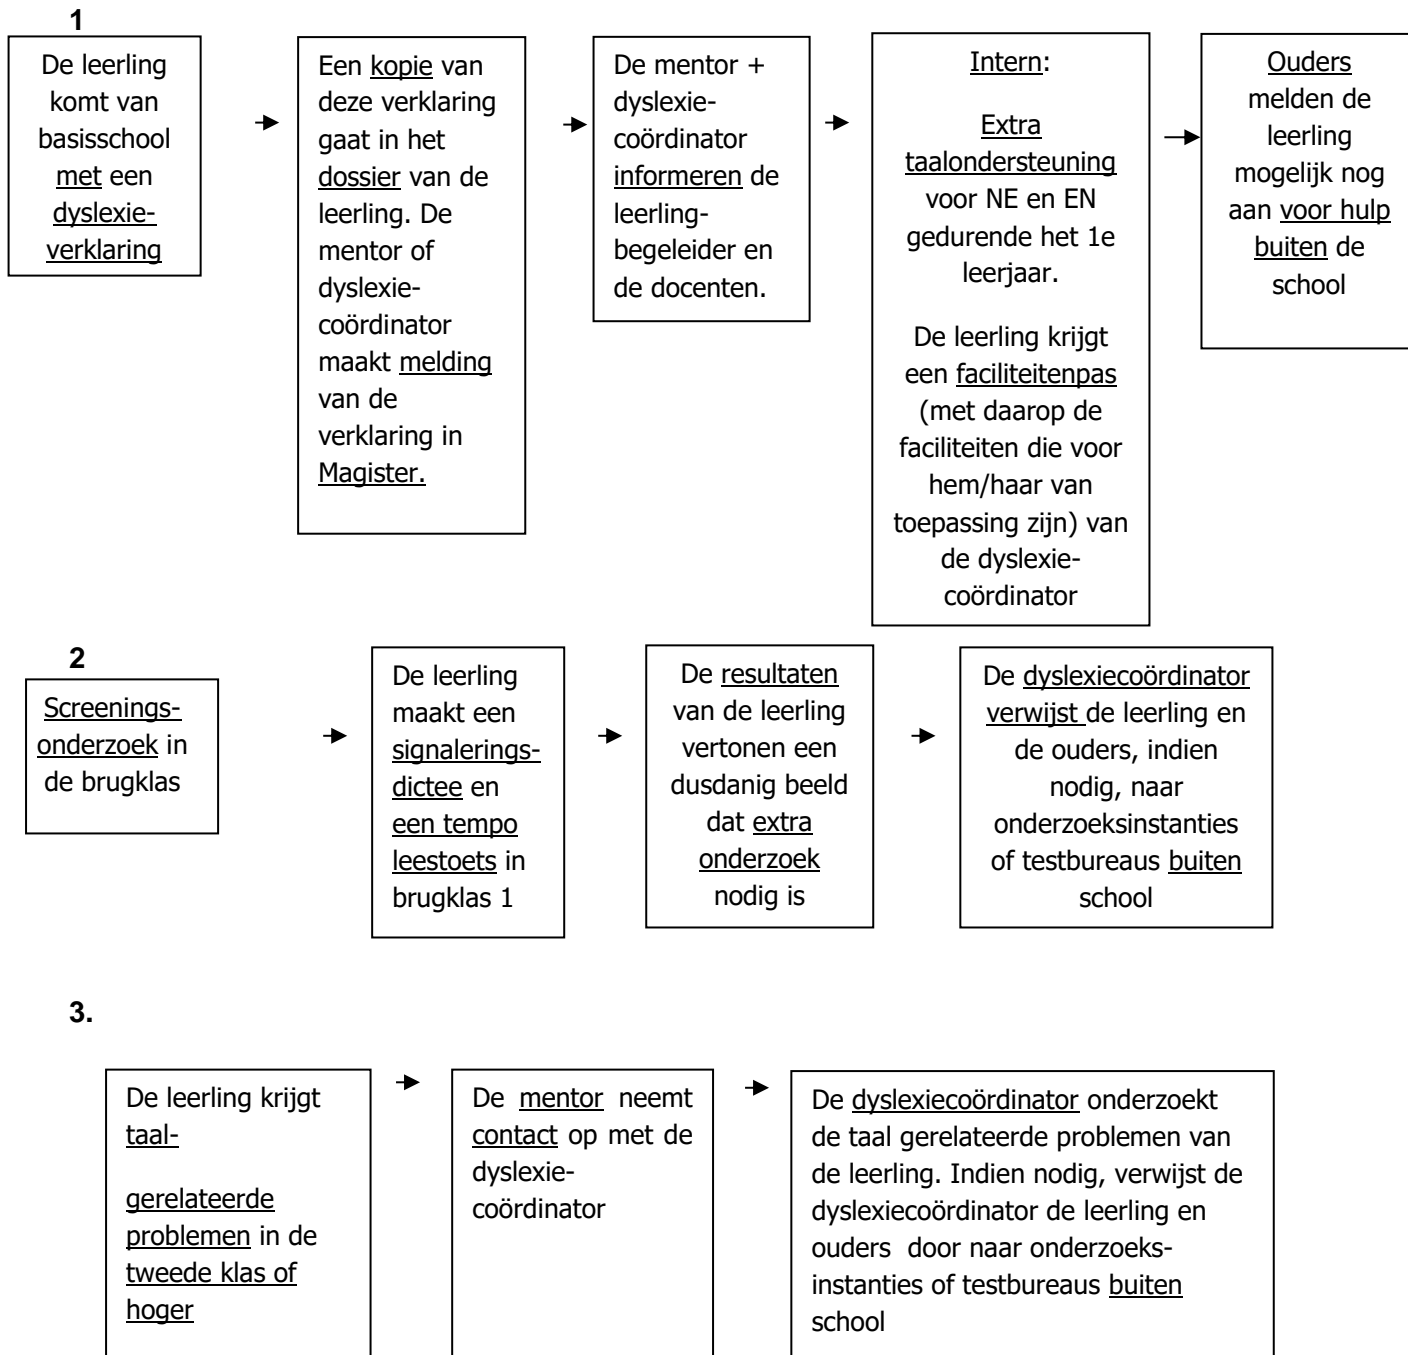 1
De leerling
komt van
basisschool
met een
dyslexie-
verklaring
Een kopie van
deze verklaring
gaat in het
dossier van de
leerling. De
mentor of
dyslexie-
coördinator
maakt melding
van de
verklaring in
Magister.
De mentor +
dyslexie-
coördinator
informeren de
leerling-
begeleider en
de docenten.
Intern:
Extra
taalondersteuning
voor NE en EN
gedurende het 1e
leerjaar.
De leerling krijgt
een faciliteitenpas
(met daarop de
faciliteiten die voor
hem/haar van
toepassing zijn) van
de dyslexie-
coördinator
Ouders
melden de
leerling
mogelijk nog
aan voor hulp
buiten de
school
2
Screenings-
onderzoek in
de brugklas
De leerling
maakt een
signalerings-
dictee en
een tempo
leestoets in
brugklas 1
De resultaten
van de leerling
vertonen een
dusdanig beeld
dat extra
onderzoek
nodig is
De dyslexiecoördinator
verwijst de leerling en
de ouders, indien
nodig, naar
onderzoeksinstanties
of testbureaus buiten
school
3.
De leerling krijgt
taal-
gerelateerde
problemen in de
tweede klas of
hoger
De mentor neemt
contact op met de
dyslexie-
coördinator
De dyslexiecoördinator onderzoekt
de taal gerelateerde problemen van
de leerling. Indien nodig, verwijst de
dyslexiecoördinator de leerling en
ouders  door naar onderzoeks-
instanties of testbureaus buiten
school